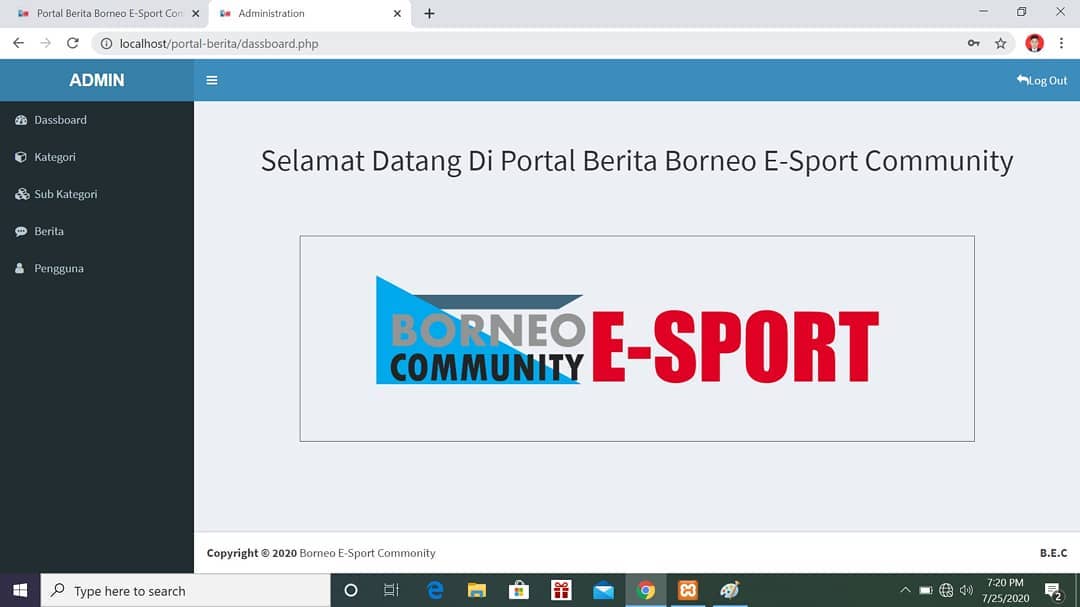 Portal Berita Borneo E-Sport Con
Administration
localhost/portal-berita/dassboard.php
ADMIN
Log Out
Dassboard
Kategori
Sub Kategori
Berita
Pengguna
Selamat Datang Di Portal Berita Borneo E-Sport Community
BORNEO
COMMUNITY
E-SPORT
Copyright © 2020 Borneo E-Sport Commonity
B.E.C
Type here to search
7:20 PM
7/25/2020
2